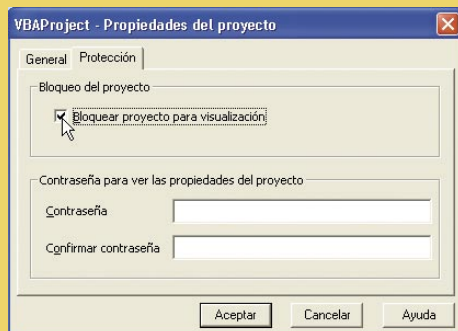 VBAProject - Propiedades del proyecto
General Protección
Bloqueo del proyecto
Bloquear proyecto para visualización
Contraseña para ver las propiedades del proyecto
Contraseña
Confirmar contraseña
Aceptar Cancelar Ayuda